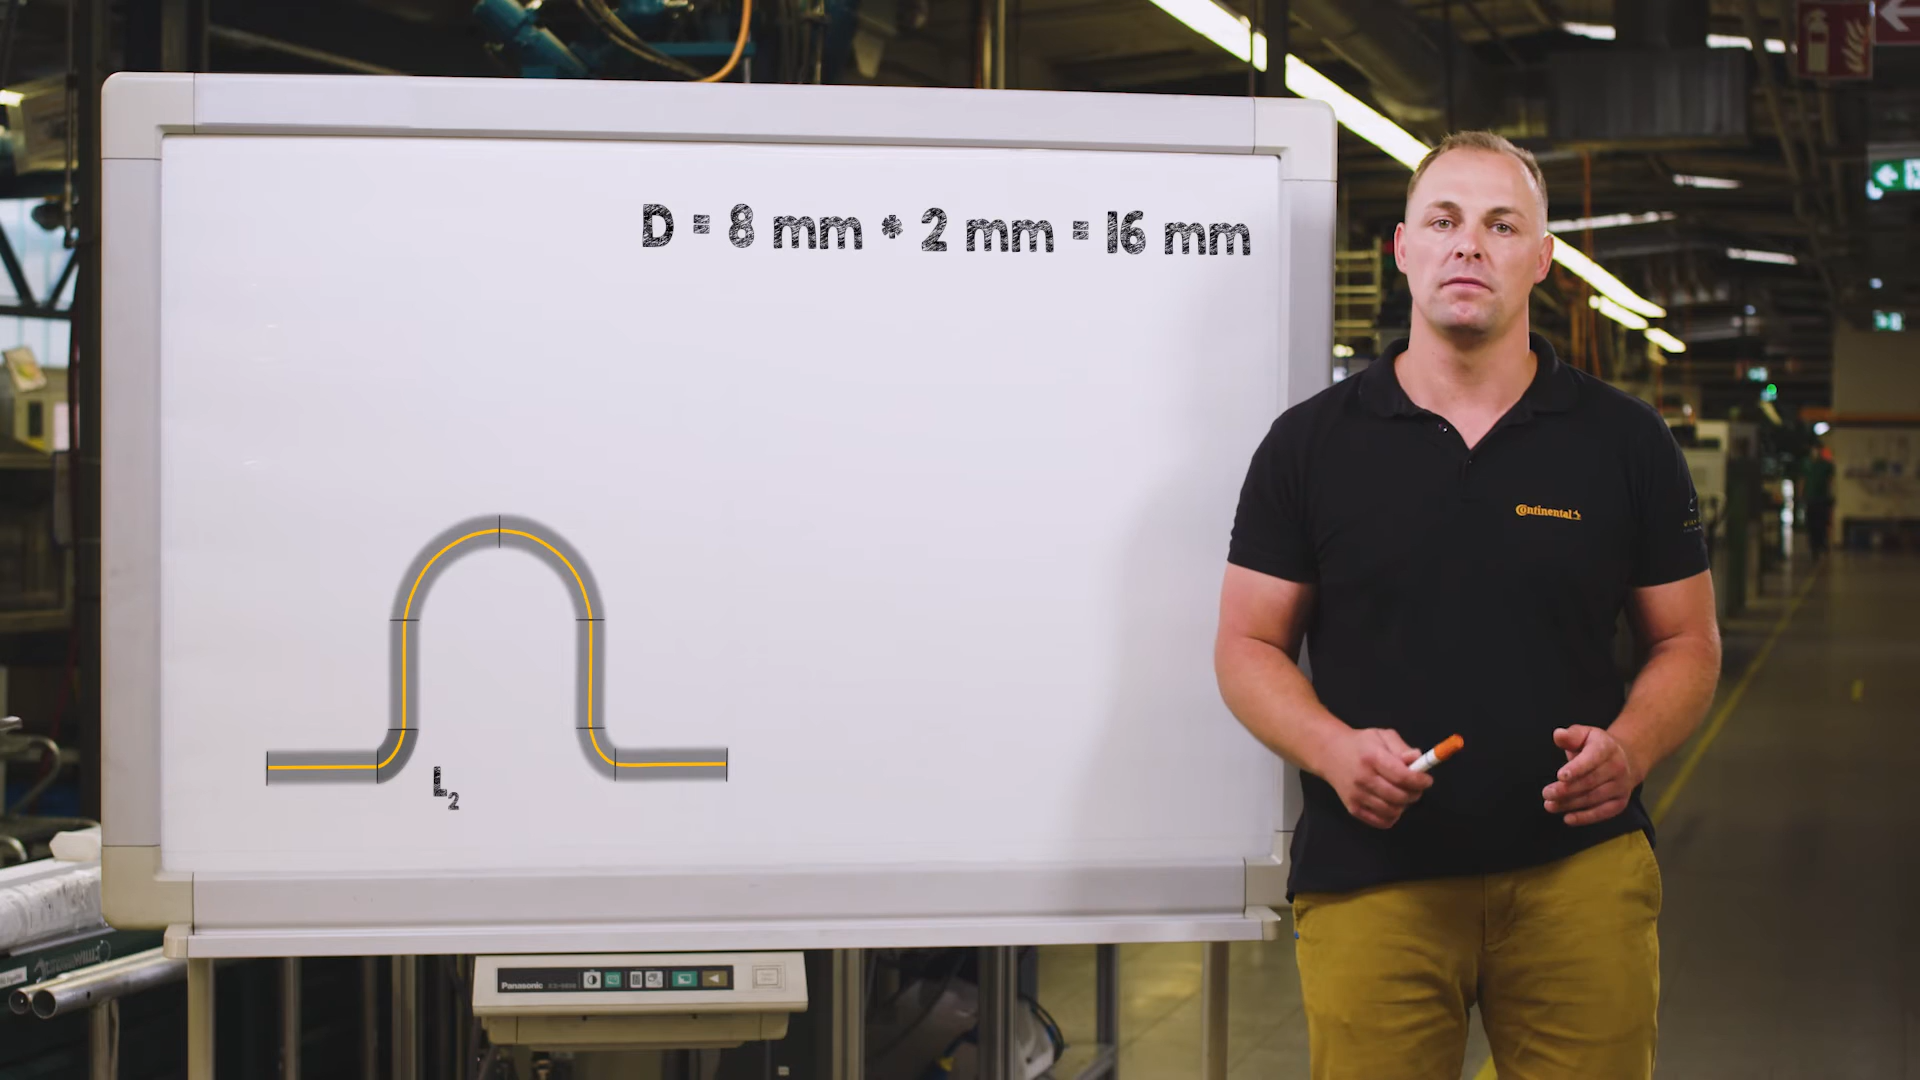 D = 8 mm * 2 mm = 16 mm
L2
Continental
Panasonic